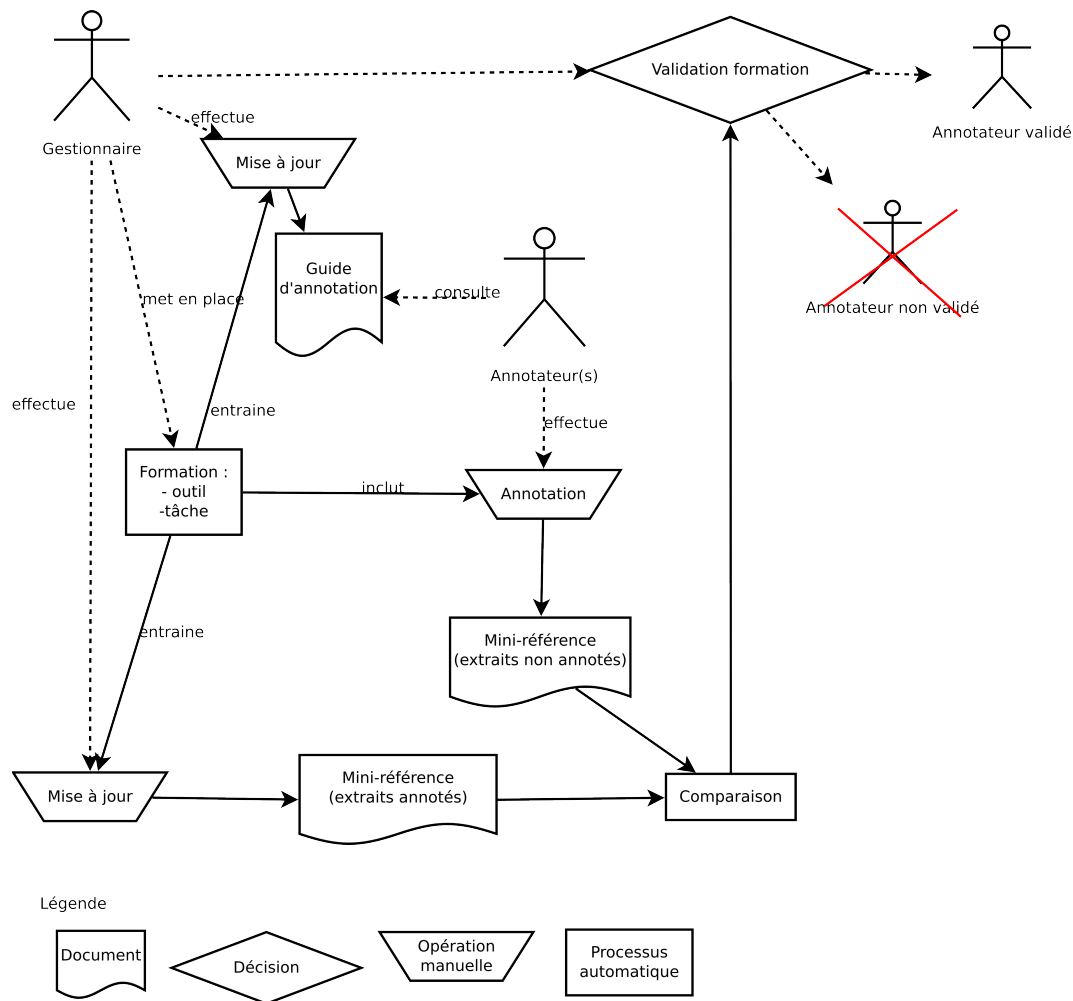 Validation formation
Annotateur validé
effectue
Gestionnaire
Mise à jour
Guide
d'annotation
consulte
met en place
Annotateur non validé
Annotateur(s)
effectue
entraine
effectue
Formation :
- outil
-tâche
inclut
Annotation
entraine
Mini-référence
(extraits non annotés)
Mise à jour
Mini-référence
(extraits annotés)
Comparaison
Légende
Document
Décision
Opération
manuelle
Processus
automatique